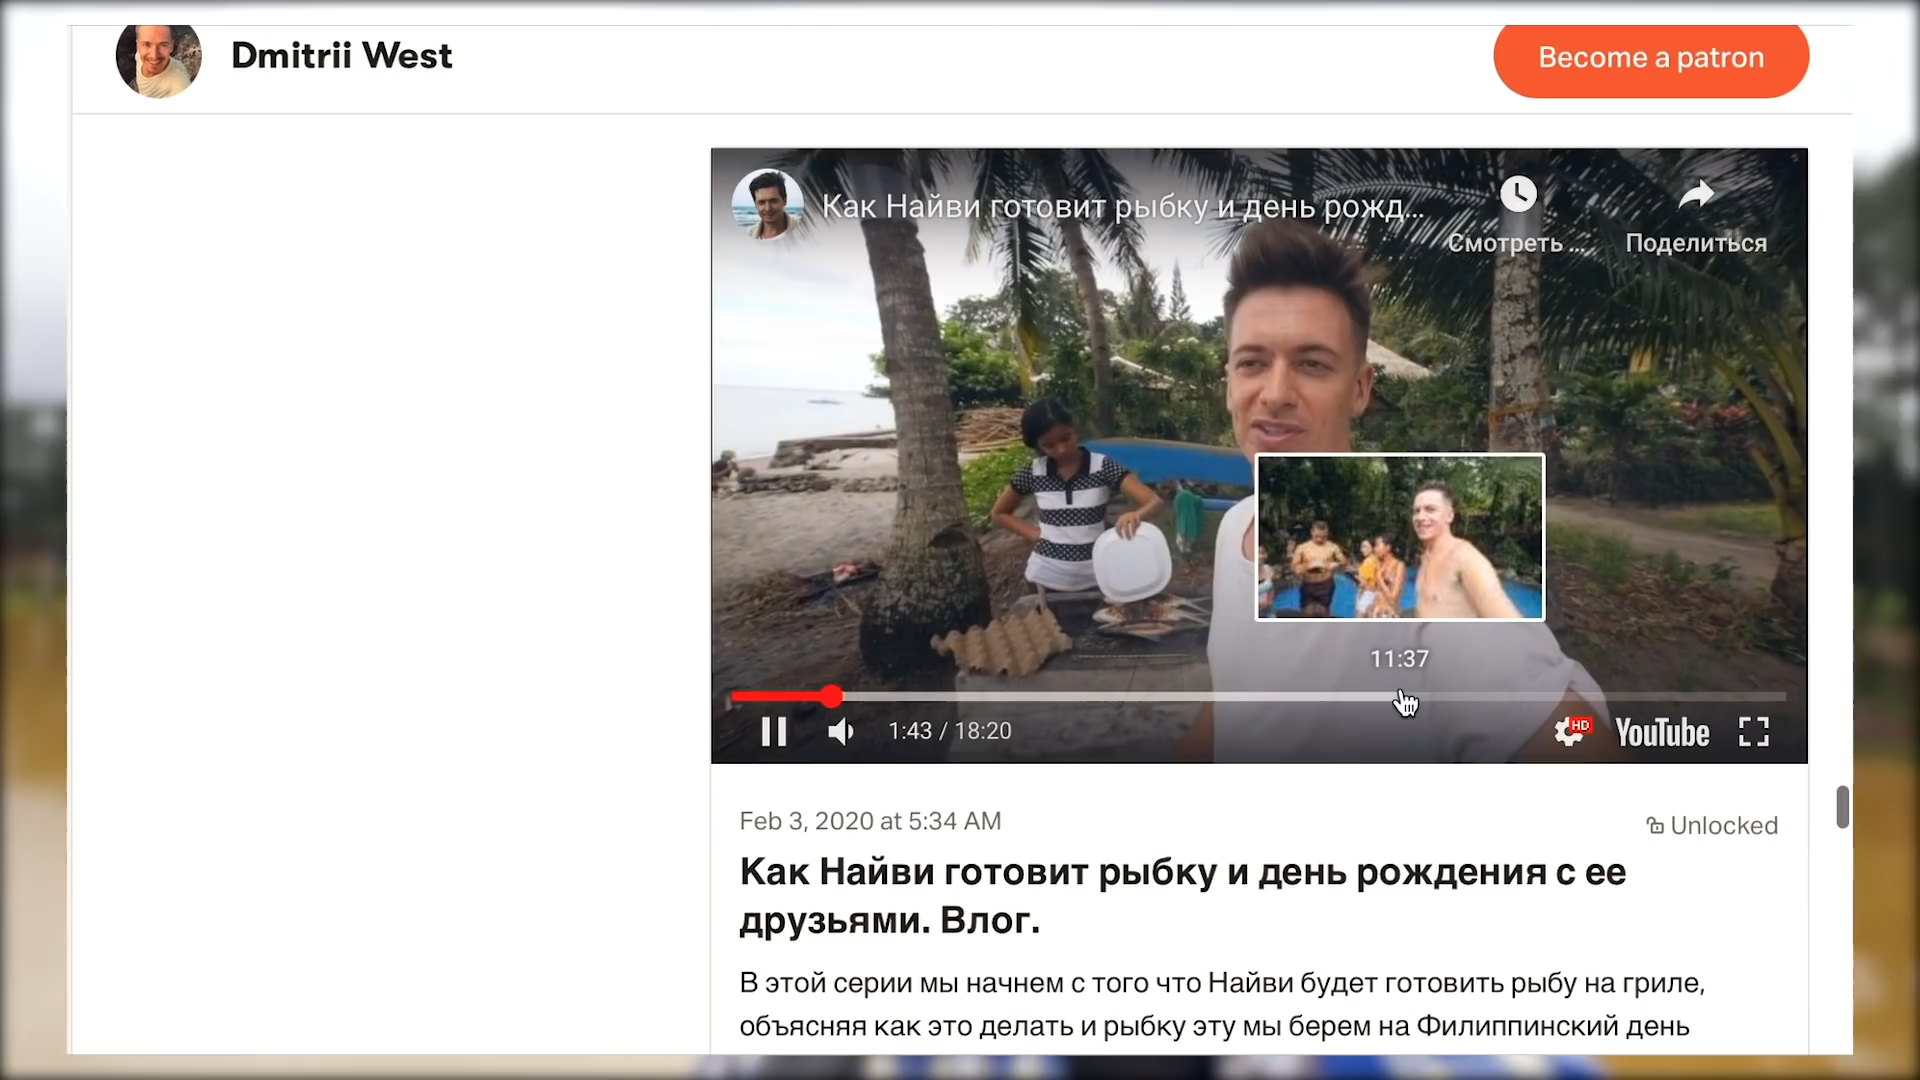 Dmitrii West
Become a patron
Как Найви готовит рыбку и день рожд...
Смотреть ...
Поделиться
11:37
1:43 / 18:20
HD
YouTube
Feb 3, 2020 at 5:34 AM
Unlocked
Как Найви готовит рыбку и день рождения с ее
друзьями. Влог.
В этой серии мы начнем с того что Найви будет готовить рыбу на гриле,
объясняя как это делать и рыбку эту мы берем на Филиппинский день